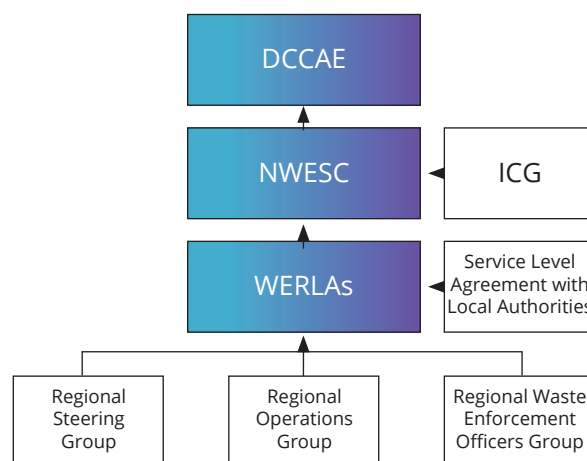 DCCAE
NWESC
ICG
WERLAs
Service Level
Agreement with
Local Authorities
Regional
Steering
Group
Regional
Operations
Group
Regional Waste
Enforcement
Officers Group